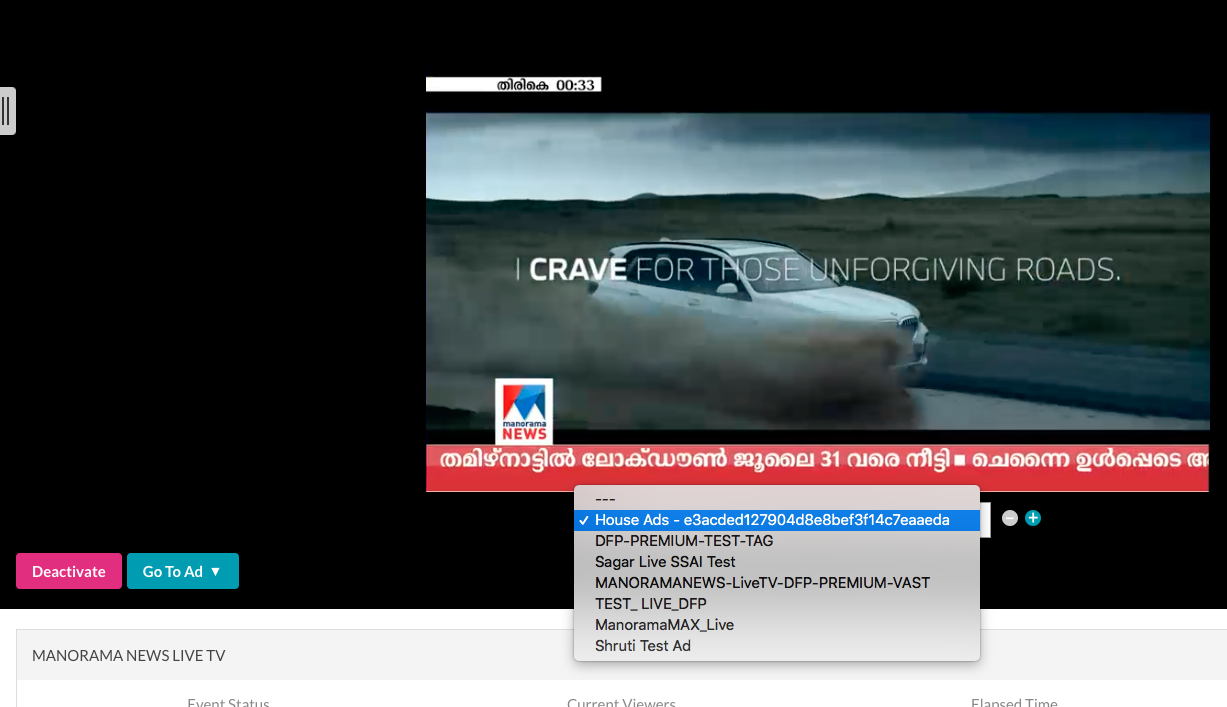 തിരികെ 00:33
I CRAVE FOR THOSE UNFORGIVING ROADS.
manorama
NEWS
തമിഴ്നാട്ടിൽ ലോക്ഡൗൺ ജൂലൈ 31 വരെ നീട്ടി ■ ചെന്നൈ ഉൾപ്പെടെ
---
✓ House Ads - e3acded127904d8e8bef3f14c7eaaeda
DFP-PREMIUM-TEST-TAG
Sagar Live SSAI Test
MANORAMANEWS-LiveTV-DFP-PREMIUM-VAST
TEST_ LIVE_DFP
ManoramaMAX_Live
Shruti Test Ad
Deactivate
Go To Ad ▼
MANORAMA NEWS LIVE TV
Event Status
Current Viewers
Elapsed Time